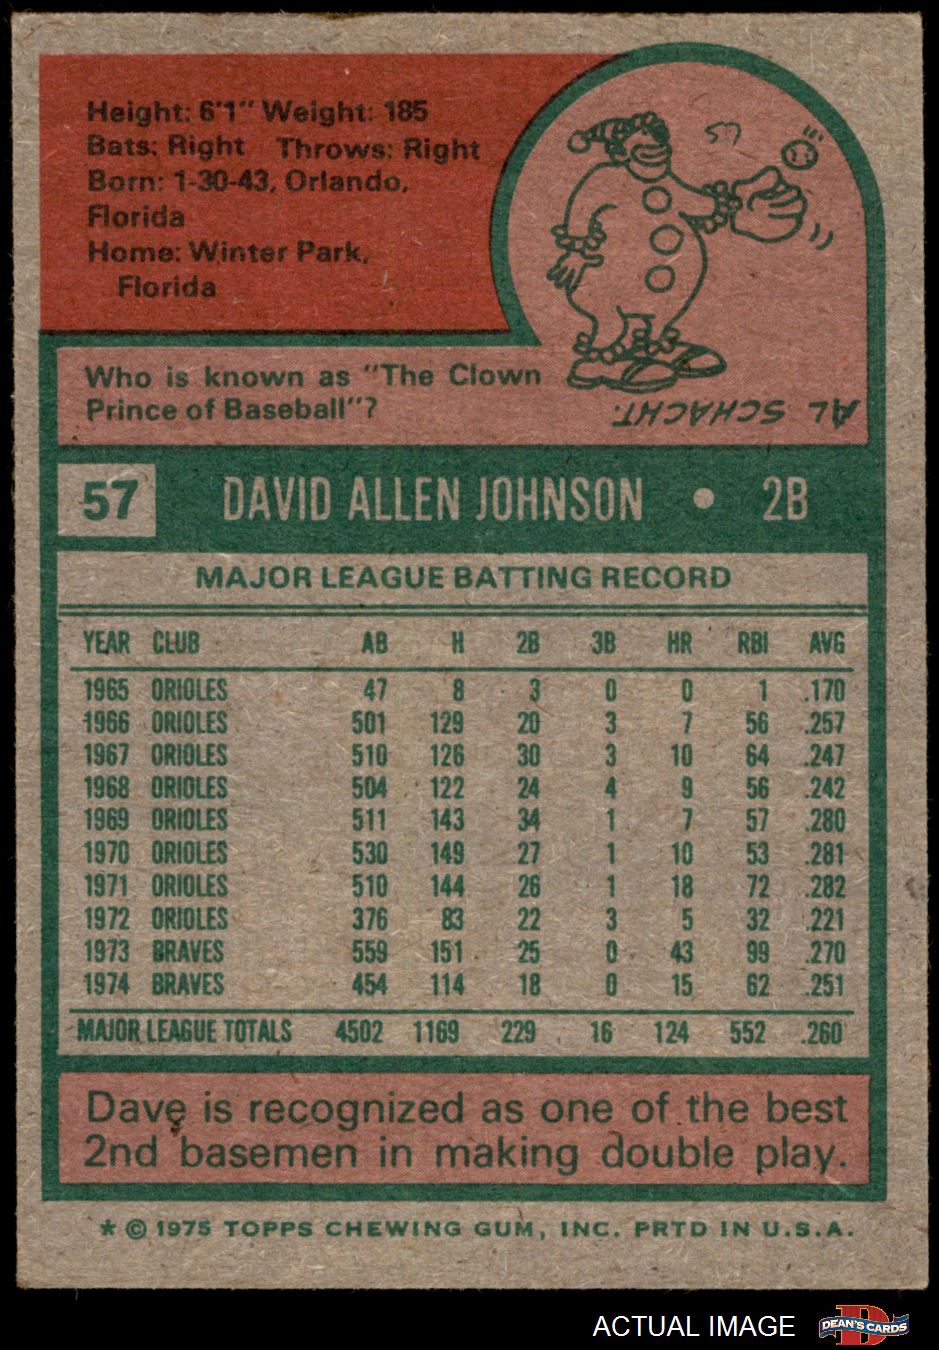 Height: 6'1" Weight: 185
Bats: Right Throws: Right
Born: 1-30-43, Orlando,
Florida
Home: Winter Park,
Florida
57
Who is known as "The Clown
Prince of Baseball"?
AL SCHACHT.
57 DAVID ALLEN JOHNSON • 2B
MAJOR LEAGUE BATTING RECORD
YEAR CLUB AB H 2B 3B HR RBI AVG
1965 ORIOLES 47 8 3 0 0 1 .170
1966 ORIOLES 501 129 20 3 7 56 .257
1967 ORIOLES 510 126 30 3 10 64 .247
1968 ORIOLES 504 122 24 4 9 56 .242
1969 ORIOLES 511 143 34 1 7 57 .280
1970 ORIOLES 530 149 27 1 10 53 .281
1971 ORIOLES 510 144 26 1 18 72 .282
1972 ORIOLES 376 83 22 3 5 32 .221
1973 BRAVES 559 151 25 0 43 99 .270
1974 BRAVES 454 114 18 0 15 62 .251
MAJOR LEAGUE TOTALS 4502 1169 229 16 124 552 .260
Dave is recognized as one of the best
2nd basemen in making double play.
* © 1975 TOPPS CHEWING GUM, INC. PRTD IN U.S.A.
ACTUAL IMAGE
D
DEAN'S CARDS